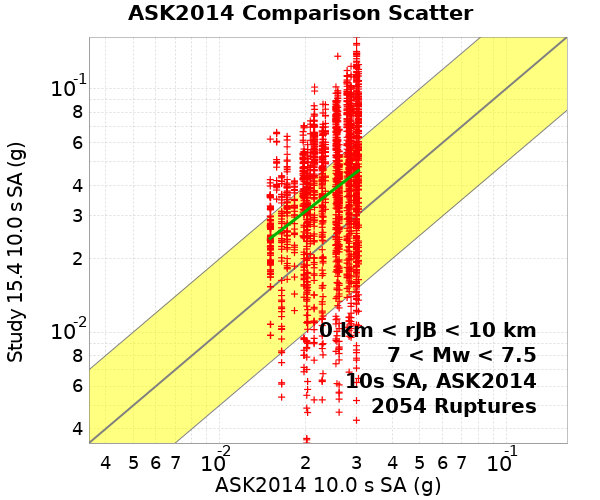 ASK2014 Comparison Scatter
Study 15.4 10.0 s SA (g)
10-1
8
6
4
3
2
10-2
8
6
4
0 km < rJB < 10 km
7 < Mw < 7.5
10s SA, ASK2014
2054 Ruptures
4 5 6 7 10-2 2 3 4 5 6 7 10-1
ASK2014 10.0 s SA (g)